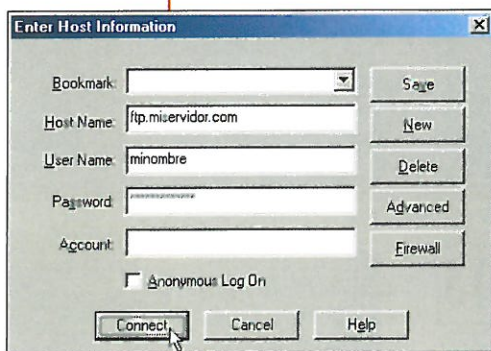 Enter Host Information
Bookmark:
Save
Host Name: ftp.miservidor.com
New
User Name: minombre
Delete
Password: **************
Advanced
Account:
Firewall
Anonymous Log On
Connect Cancel Help